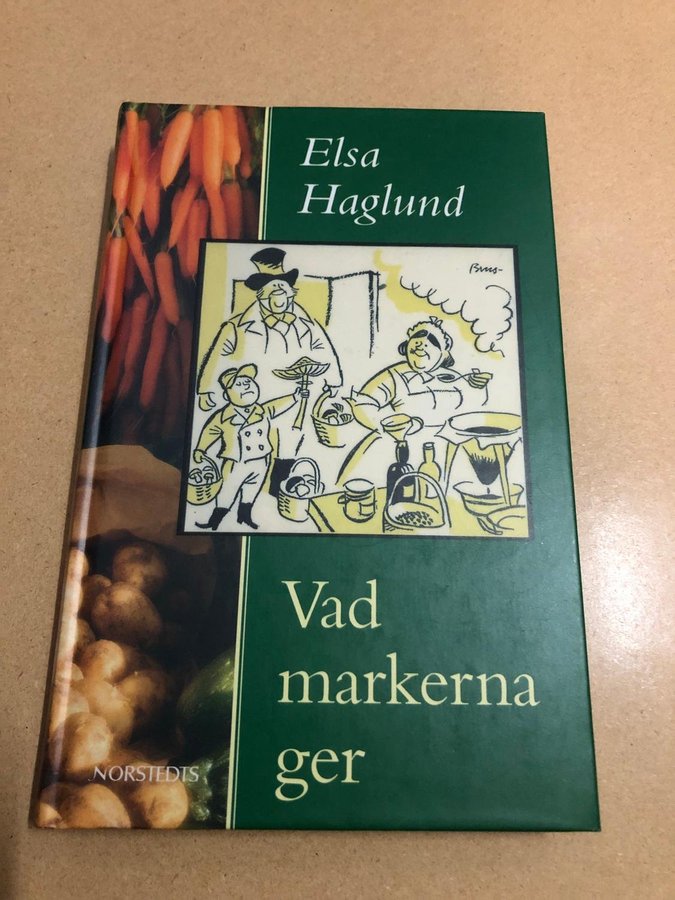 Elsa
Haglund
Vad
markerna
ger
NORSTEDTS